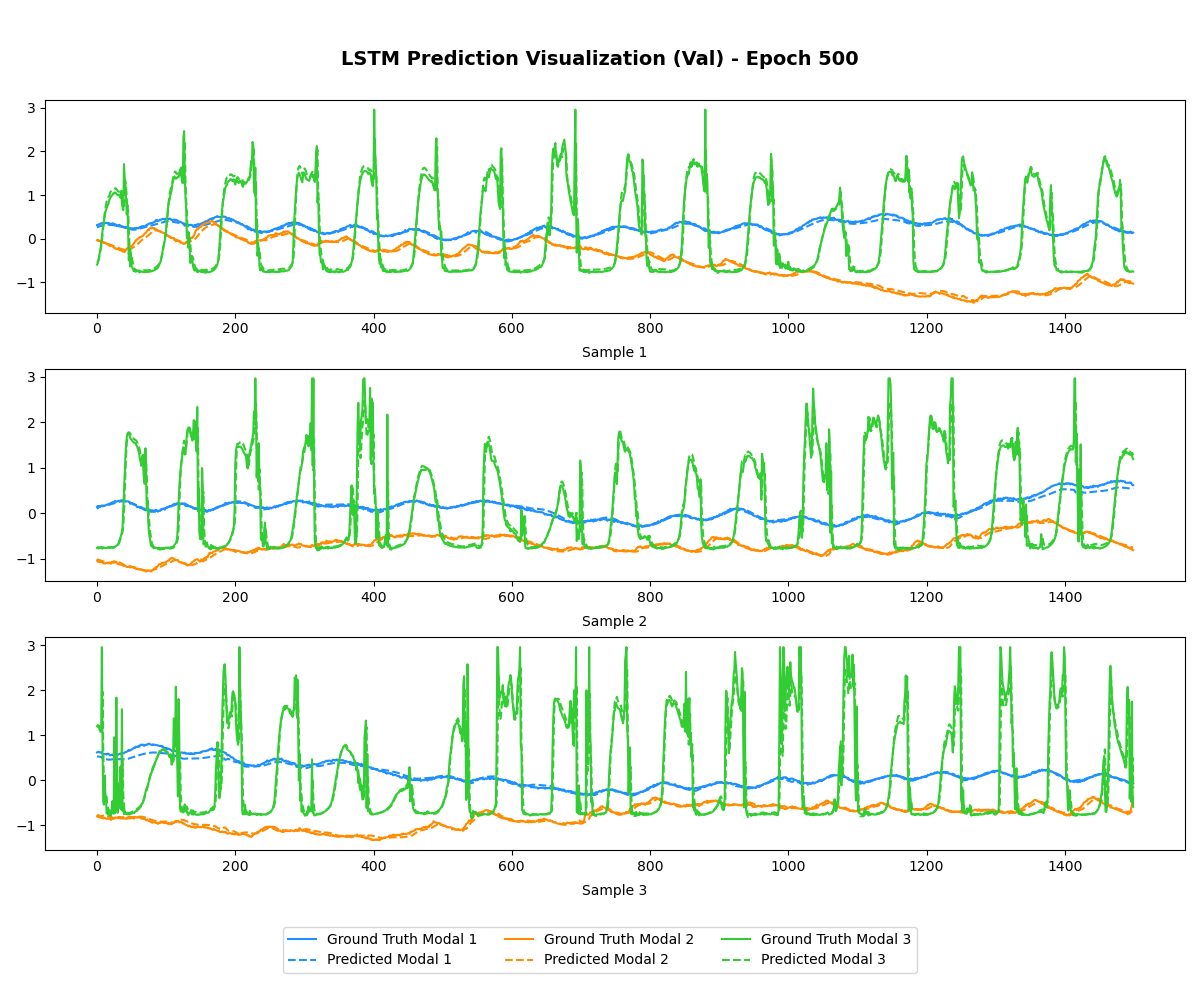 LSTM Prediction Visualization (Val) - Epoch 500
3
2
1
0
−1
0 200 400 600 800 1000 1200 1400
Sample 1
3
2
1
0
−1
0 200 400 600 800 1000 1200 1400
Sample 2
3
2
1
0
−1
0 200 400 600 800 1000 1200 1400
Sample 3
Ground Truth Modal 1 Ground Truth Modal 2 Ground Truth Modal 3
Predicted Modal 1 Predicted Modal 2 Predicted Modal 3